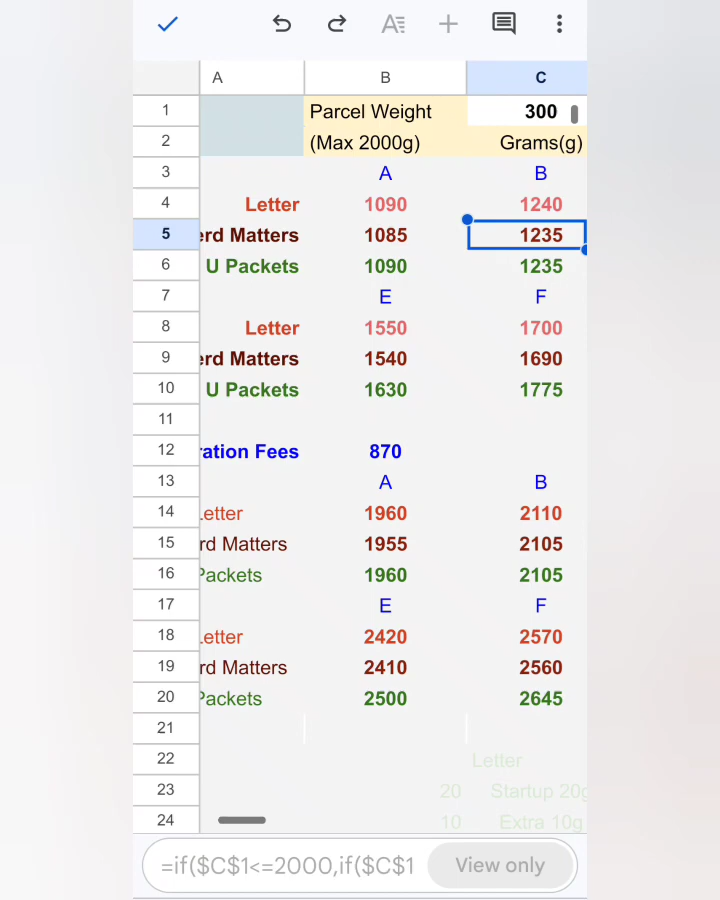 A B C
1 Parcel Weight 300
2 (Max 2000g) Grams(g)
3 A B
4 Letter 1090 1240
5 erd Matters 1085 1235
6 U Packets 1090 1235
7 E F
8 Letter 1550 1700
9 erd Matters 1540 1690
10 U Packets 1630 1775
11
12 ration Fees 870
13 A B
14 Letter 1960 2110
15 rd Matters 1955 2105
16 Packets 1960 2105
17 E F
18 Letter 2420 2570
19 rd Matters 2410 2560
20 Packets 2500 2645
21
22 Letter
23 20 Startup 20g
24 10 Extra 10g
=if($C$1<=2000,if($C$1 View only